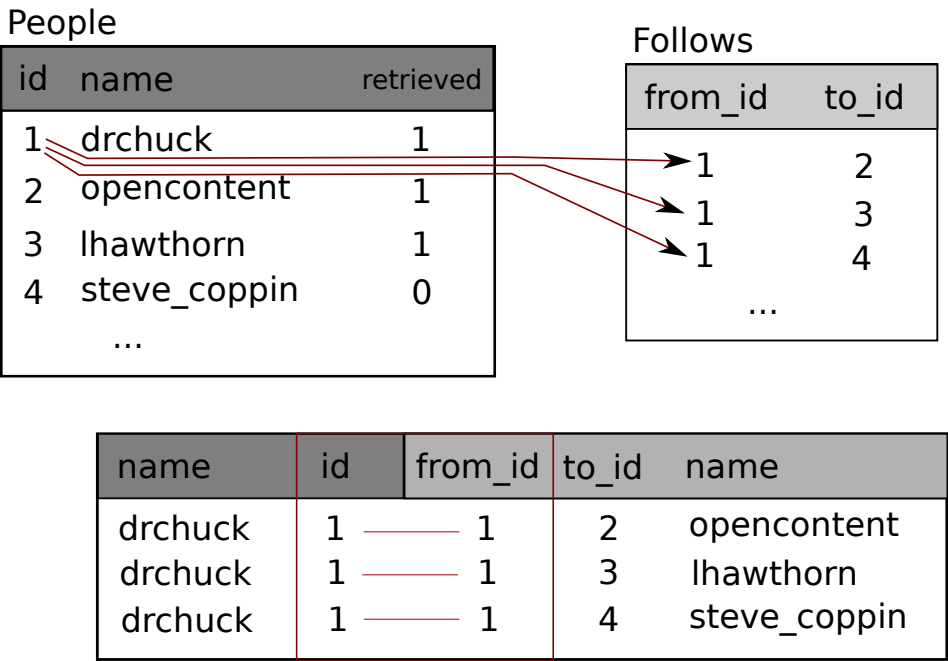 People
id name retrieved
1 drchuck 1
2 opencontent 1
3 lhawthorn 1
4 steve_coppin 0
...
Follows
from_id to_id
1 2
1 3
1 4
...
name id from_id to_id name
drchuck 1 1 2 opencontent
drchuck 1 1 3 lhawthorn
drchuck 1 1 4 steve_coppin